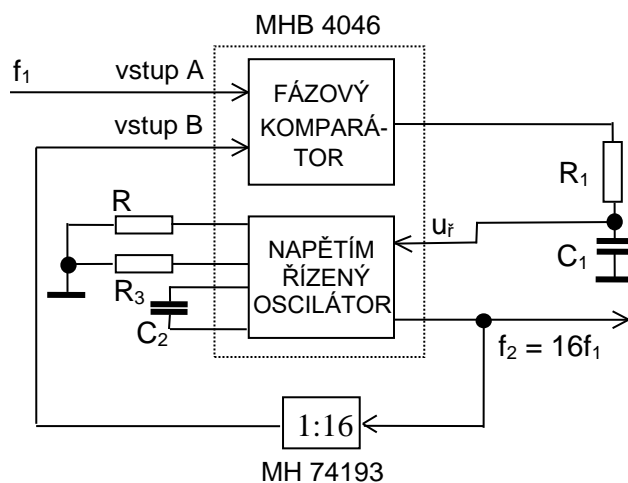 MHB 4046
f₁
vstup A
vstup B
FÁZOVÝ
KOMPARÁ-
TOR
R₁
R
uř
C₁
R₃
C₂
NAPĚTÍM
ŘÍZENÝ
OSCILÁTOR
f₂ = 16f₁
1:16
MH 74193